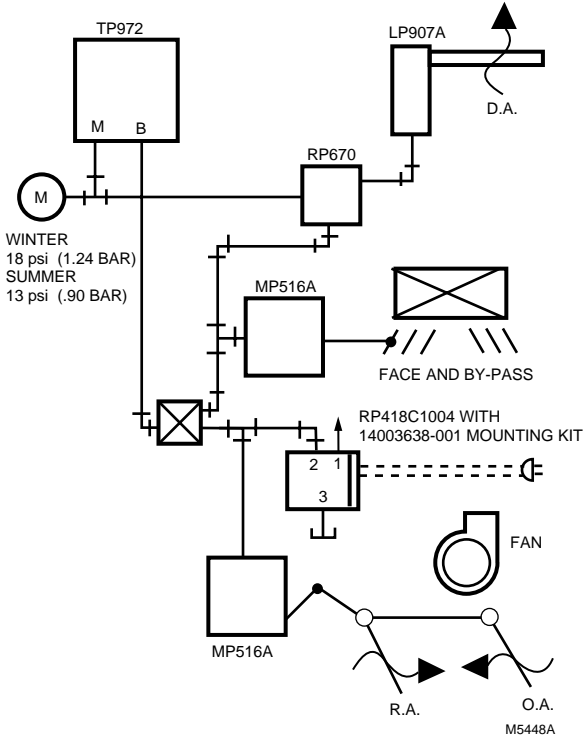 TP972
LP907A
D.A.
M
B
RP670
M
WINTER
18 psi (1.24 BAR)
SUMMER
13 psi (.90 BAR)
MP516A
FACE AND BY-PASS
RP418C1004 WITH
14003638-001 MOUNTING KIT
2 1
3
FAN
MP516A
R.A.
O.A.
M5448A